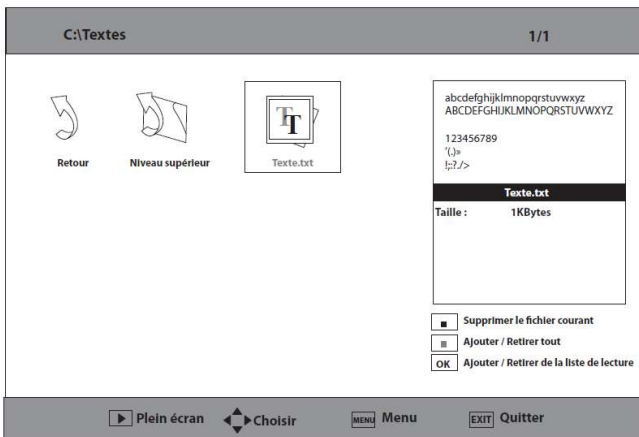 C:\Textes
1/1
Retour
Niveau supérieur
Texte.txt
abcdefghijklmnopqrstuvwxyz
ABCDEFGHIJKLMNOPQRSTUVWXYZ
123456789
'(.)»
!;:?./>
Texte.txt
Taille : 1KBytes
Supprimer le fichier courant
Ajouter / Retirer tout
OK Ajouter / Retirer de la liste de lecture
Plein écran Choisir MENU Menu EXIT Quitter